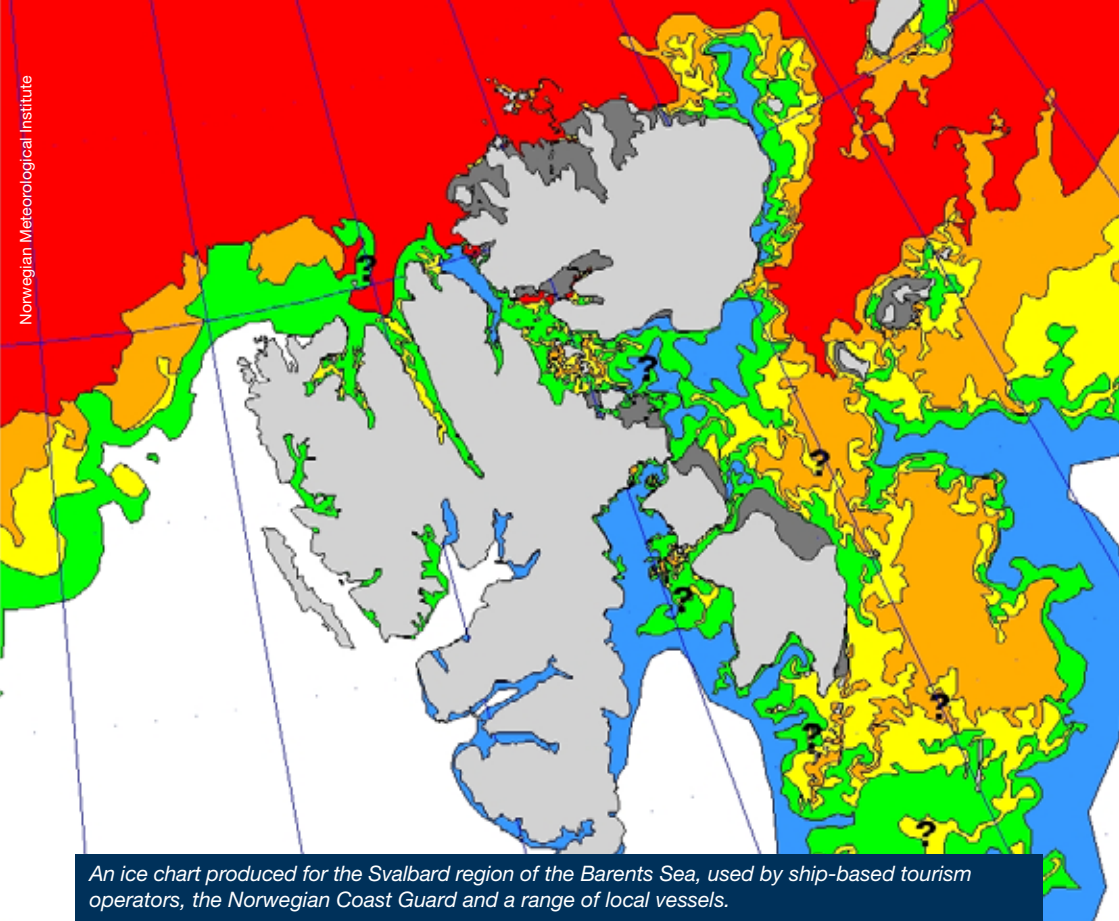 Norwegian Meteorological Institute
?
?
?
?
?
?
?
An ice chart produced for the Svalbard region of the Barents Sea, used by ship-based tourism
operators, the Norwegian Coast Guard and a range of local vessels.